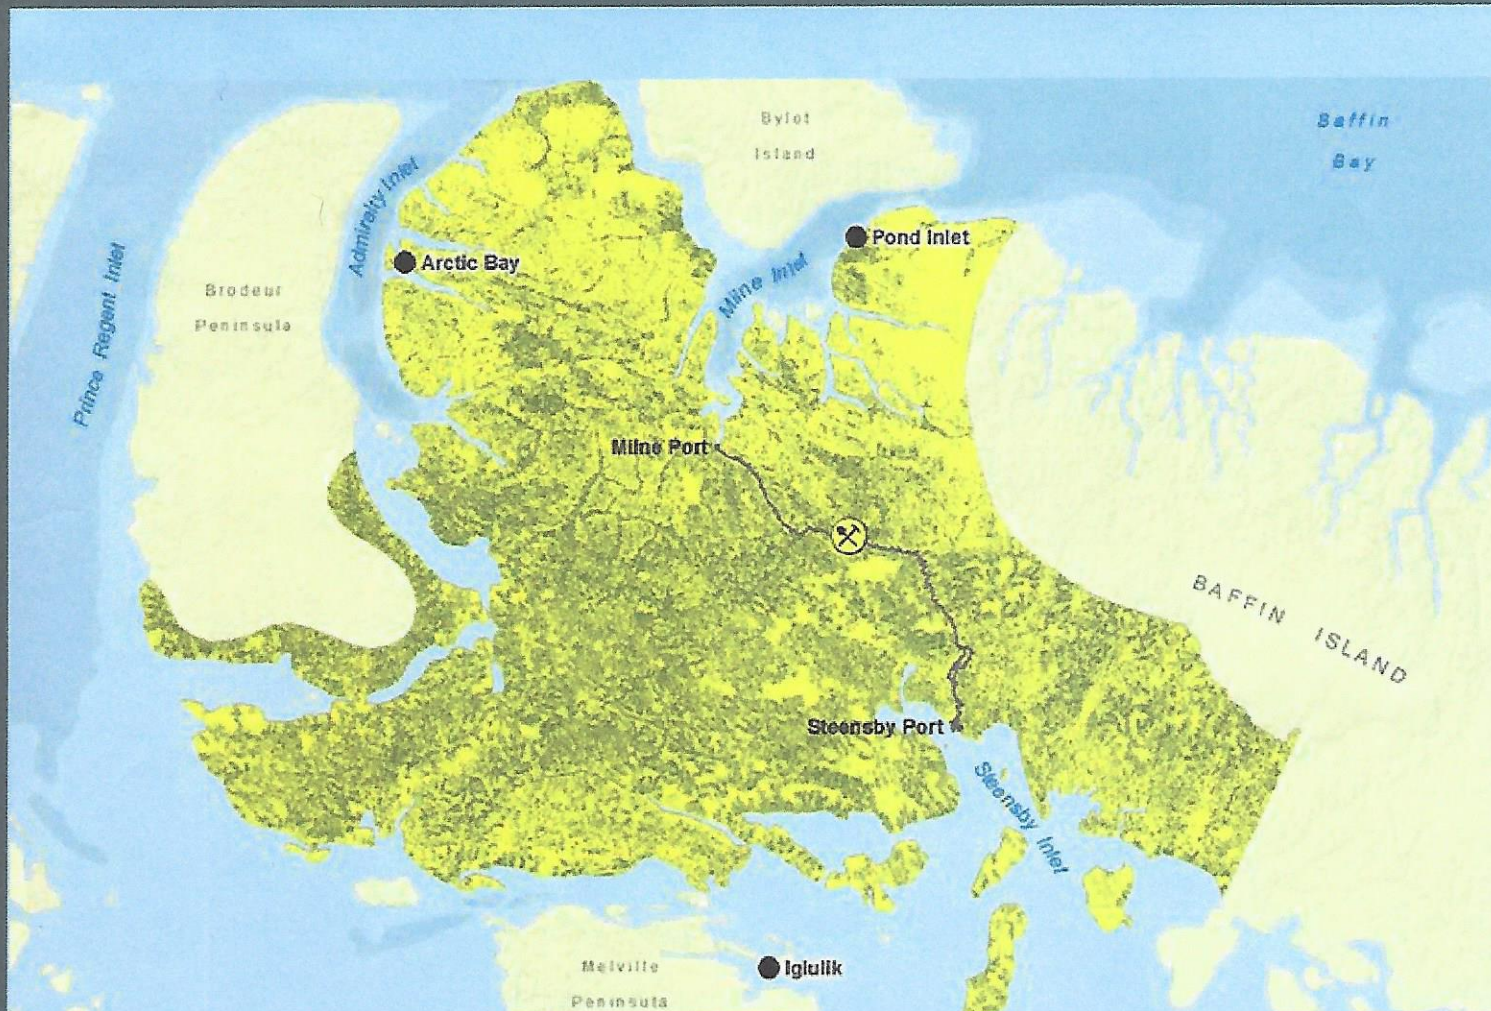 Bylot
Island
Baffin
Bay
Admiralty Inlet
Pond Inlet
Arctic Bay
Prince Regent Inlet
Brodeur
Peninsula
Milne Inlet
Milne Port
BAFFIN ISLAND
Steensby Port
Steensby Inlet
Iglulik
Melville
Peninsula